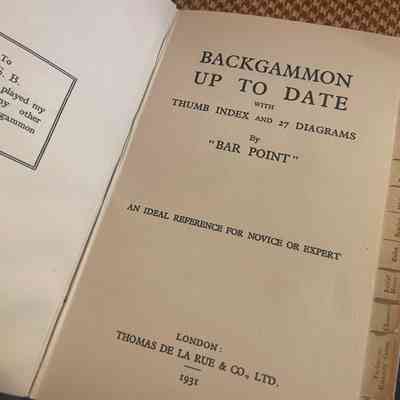 To
G. B.
played my
ny other
gammon
BACKGAMMON
UP TO DATE
WITH
THUMB INDEX AND 27 DIAGRAMS
By
"BAR POINT"
AN IDEAL REFERENCE FOR NOVICE OR EXPERT
LONDON:
THOMAS DE LA RUE & CO., LTD.
1931